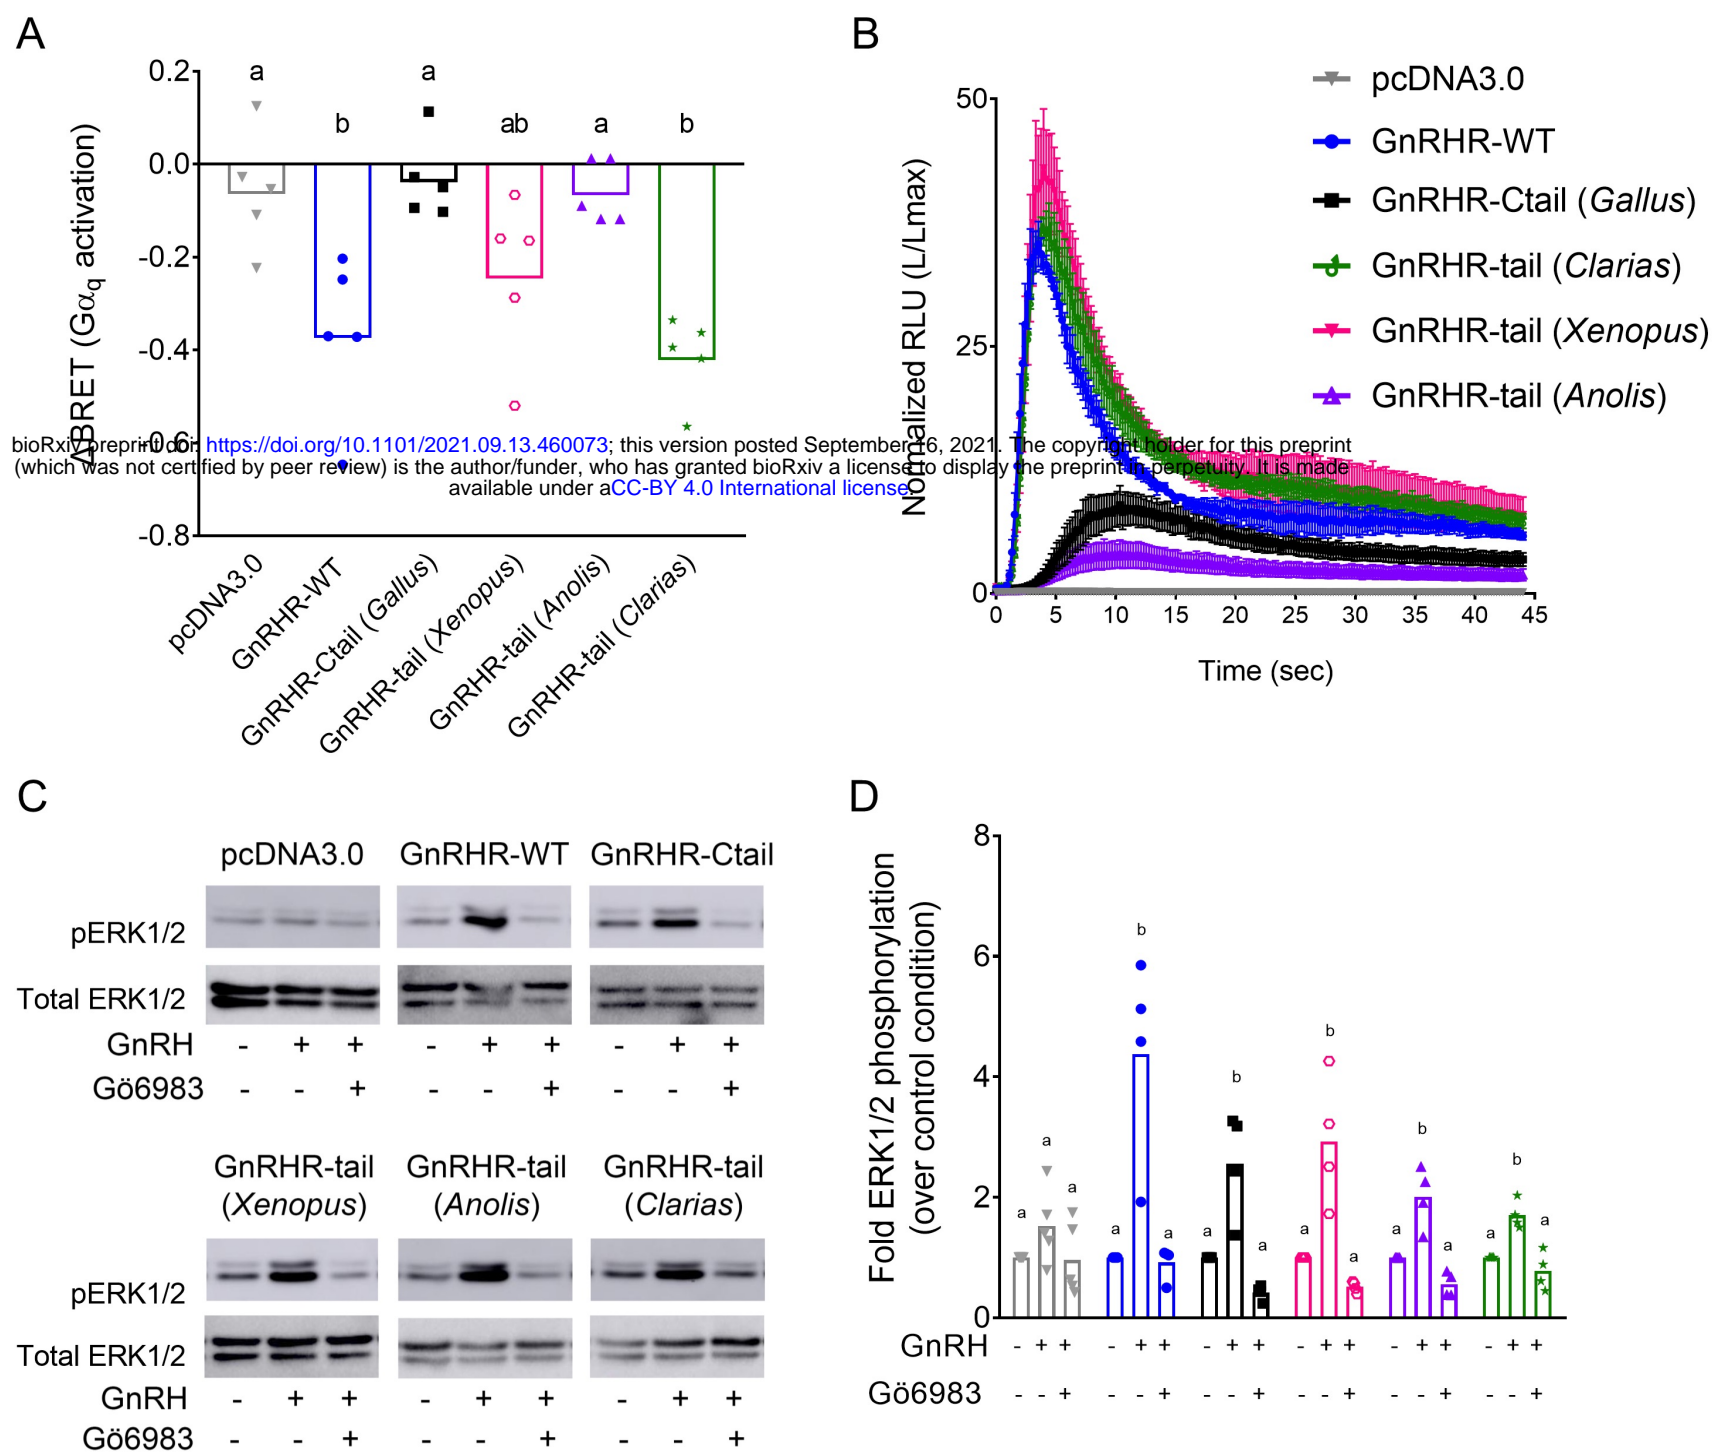 A
B
0.2
0.0
-0.2
-0.4
-0.6
-0.8
ΔBRET (Gαq activation)
a
b
a
ab
a
b
pcDNA3.0
GnRHR-WT
GnRHR-Ctail (Gallus)
GnRHR-tail (Xenopus)
GnRHR-tail (Anolis)
GnRHR-tail (Clarias)
50
25
0
Normalized RLU (L/Lmax)
0 5 10 15 20 25 30 35 40 45
Time (sec)
pcDNA3.0
GnRHR-WT
GnRHR-Ctail (Gallus)
GnRHR-tail (Clarias)
GnRHR-tail (Xenopus)
GnRHR-tail (Anolis)
bioRxiv preprint doi: https://doi.org/10.1101/2021.09.13.460073; this version posted September 16, 2021. The copyright holder for this preprint
(which was not certified by peer review) is the author/funder, who has granted bioRxiv a license to display the preprint in perpetuity. It is made
available under aCC-BY 4.0 International license.
C
pcDNA3.0 GnRHR-WT GnRHR-Ctail
pERK1/2
Total ERK1/2
GnRH - + + - + + - + +
Gö6983 - - + - - + - - +
GnRHR-tail GnRHR-tail GnRHR-tail
(Xenopus) (Anolis) (Clarias)
pERK1/2
Total ERK1/2
GnRH - + + - + + - + +
Gö6983 - - + - - + - - +
D
8
6
4
2
0
Fold ERK1/2 phosphorylation
(over control condition)
a a a a b a a b a a b a a b a a b a
GnRH - + + - + + - + + - + + - + + - + +
Gö6983 - - + - - + - - + - - + - - + - - +